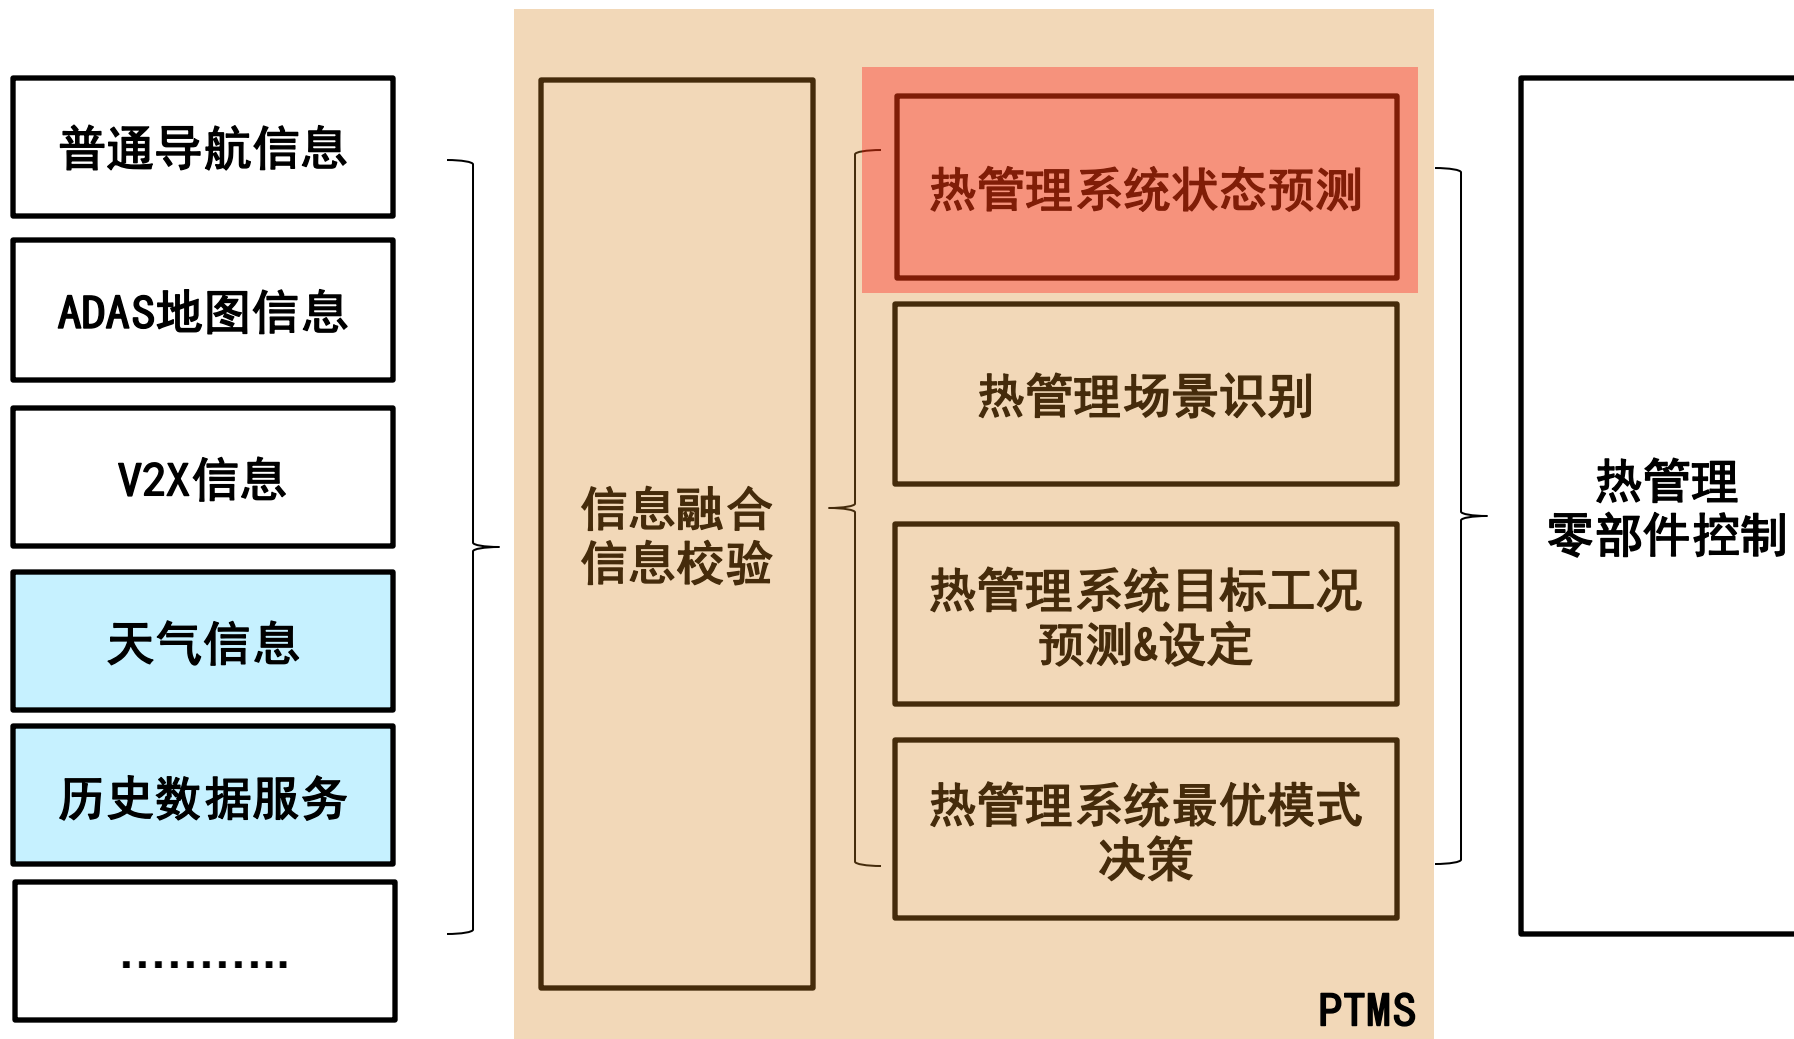 普通导航信息
ADAS地图信息
V2X信息
天气信息
历史数据服务
...........
信息融合
信息校验
热管理系统状态预测
热管理场景识别
热管理系统目标工况
预测&设定
热管理系统最优模式
决策
PTMS
热管理
零部件控制